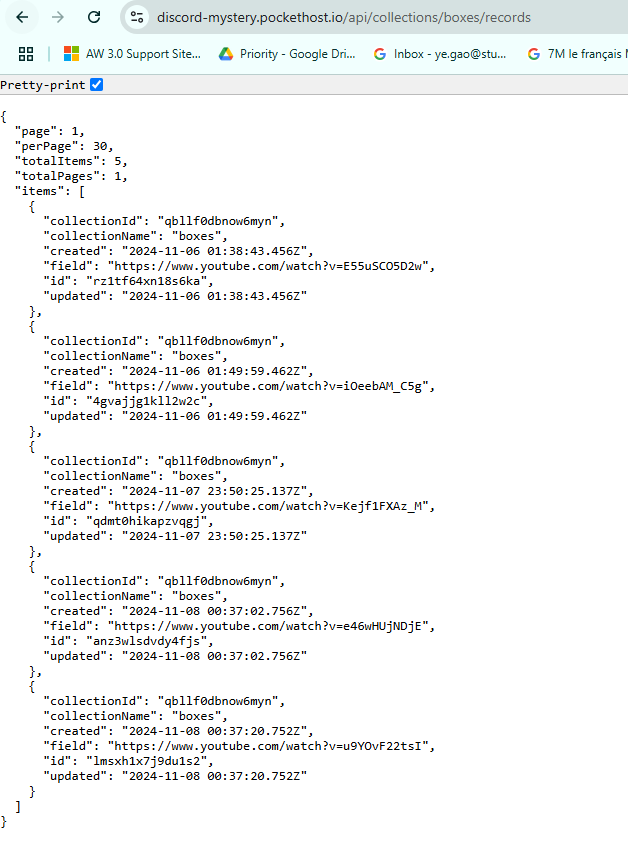 discord-mystery.pockethost.io/api/collections/boxes/records
AW 3.0 Support Site... Priority - Google Dri... Inbox - ye.gao@stu... 7M le français
Pretty-print
{
  "page": 1,
  "perPage": 30,
  "totalItems": 5,
  "totalPages": 1,
  "items": [
    {
      "collectionId": "qbllf0dbnow6myn",
      "collectionName": "boxes",
      "created": "2024-11-06 01:38:43.456Z",
      "field": "https://www.youtube.com/watch?v=E55uSCO5D2w",
      "id": "rz1tf64xn18s6ka",
      "updated": "2024-11-06 01:38:43.456Z"
    },
    {
      "collectionId": "qbllf0dbnow6myn",
      "collectionName": "boxes",
      "created": "2024-11-06 01:49:59.462Z",
      "field": "https://www.youtube.com/watch?v=iOeebAM_C5g",
      "id": "4gvajjg1kll2w2c",
      "updated": "2024-11-06 01:49:59.462Z"
    },
    {
      "collectionId": "qbllf0dbnow6myn",
      "collectionName": "boxes",
      "created": "2024-11-07 23:50:25.137Z",
      "field": "https://www.youtube.com/watch?v=Kejf1FXAz_M",
      "id": "qdmt0hikapzvqgj",
      "updated": "2024-11-07 23:50:25.137Z"
    },
    {
      "collectionId": "qbllf0dbnow6myn",
      "collectionName": "boxes",
      "created": "2024-11-08 00:37:02.756Z",
      "field": "https://www.youtube.com/watch?v=e46wHUjNDjE",
      "id": "anz3wlsdvdy4fjs",
      "updated": "2024-11-08 00:37:02.756Z"
    },
    {
      "collectionId": "qbllf0dbnow6myn",
      "collectionName": "boxes",
      "created": "2024-11-08 00:37:20.752Z",
      "field": "https://www.youtube.com/watch?v=u9YOvF22tsI",
      "id": "lmsxh1x7j9du1s2",
      "updated": "2024-11-08 00:37:20.752Z"
    }
  ]
}